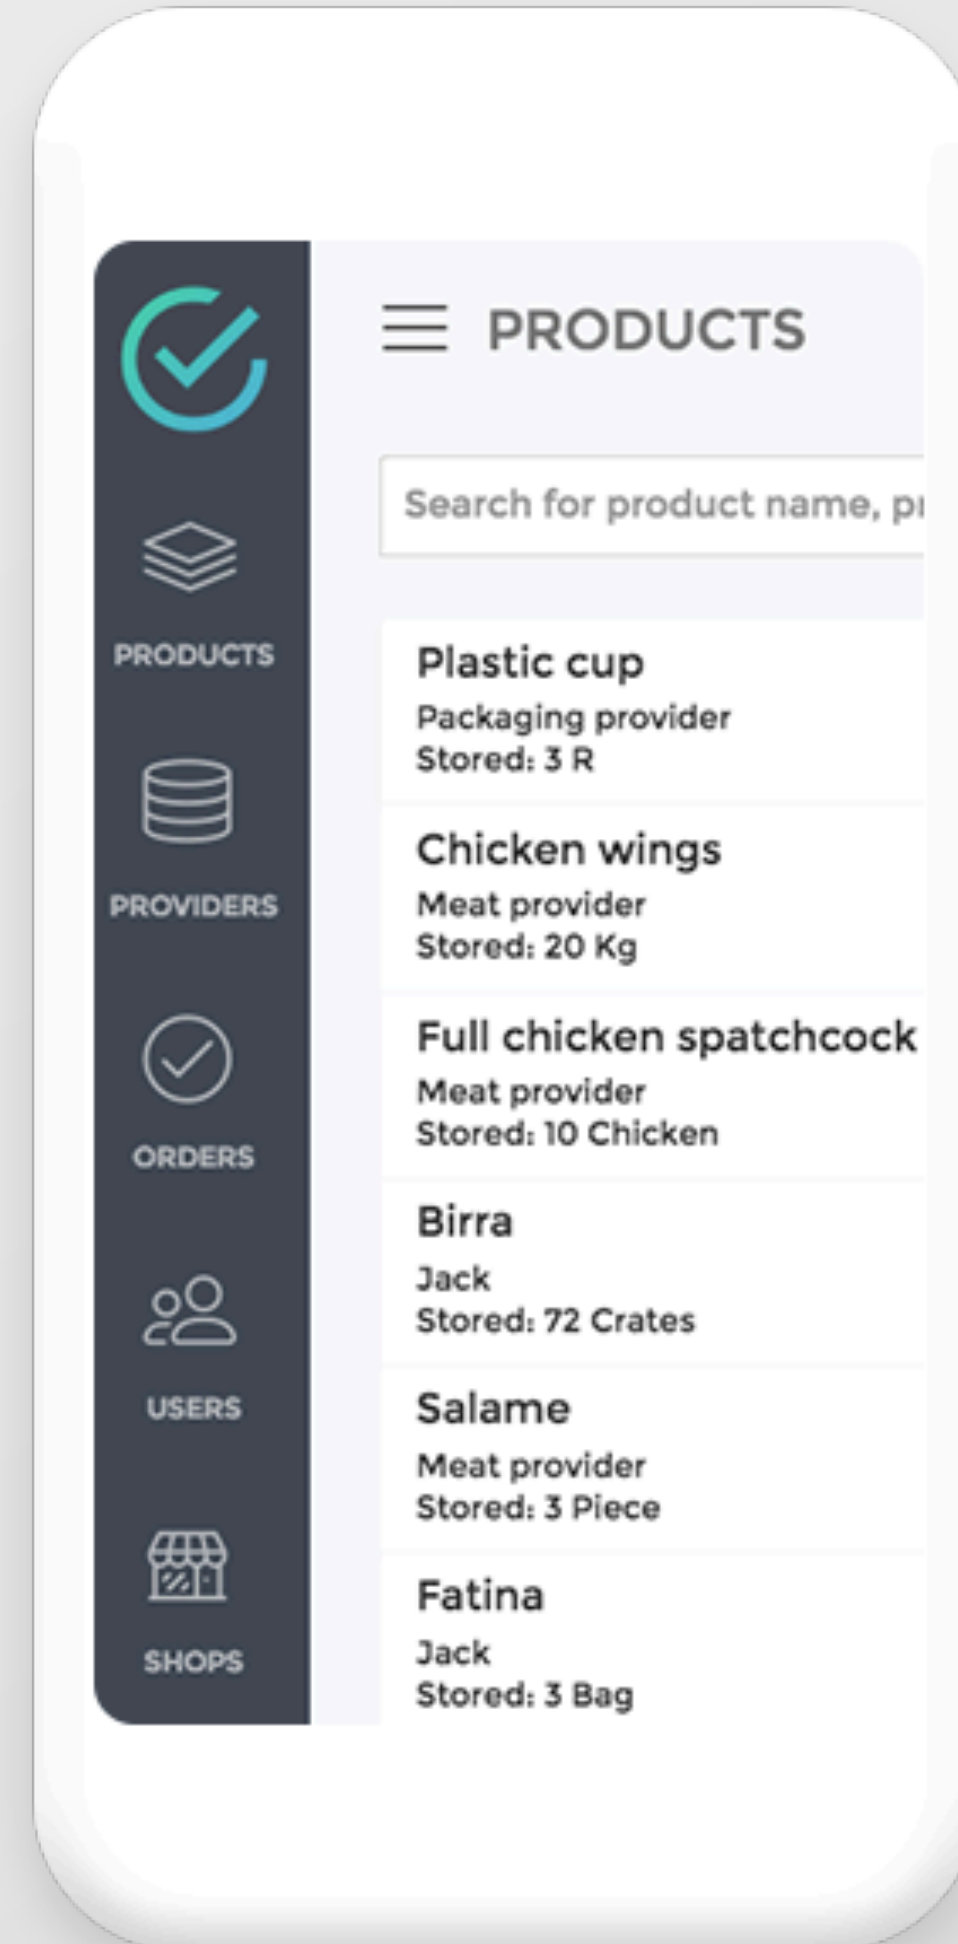 PRODUCTS
Search for product name, pr
PRODUCTS
PROVIDERS
ORDERS
USERS
SHOPS
Plastic cup
Packaging provider
Stored: 3 R
Chicken wings
Meat provider
Stored: 20 Kg
Full chicken spatchcock
Meat provider
Stored: 10 Chicken
Birra
Jack
Stored: 72 Crates
Salame
Meat provider
Stored: 3 Piece
Fatina
Jack
Stored: 3 Bag